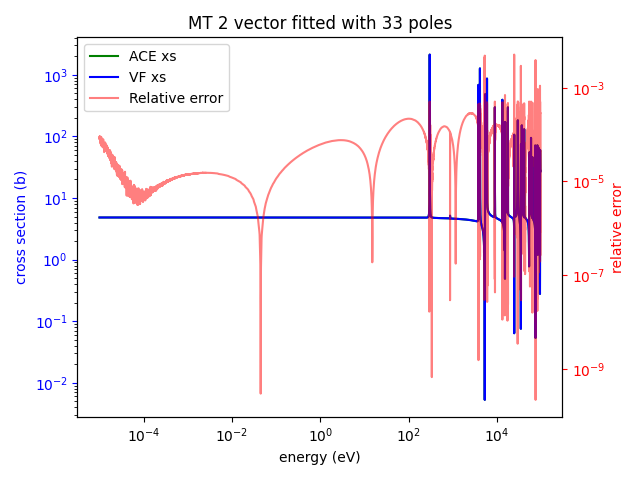 MT 2 vector fitted with 33 poles
ACE xs
VF xs
Relative error
cross section (b)
10^3
10^2
10^1
10^0
10^-1
10^-2
10^-3
10^-5
10^-7
10^-9
relative error
10^-4
10^-2
10^0
10^2
10^4
energy (eV)